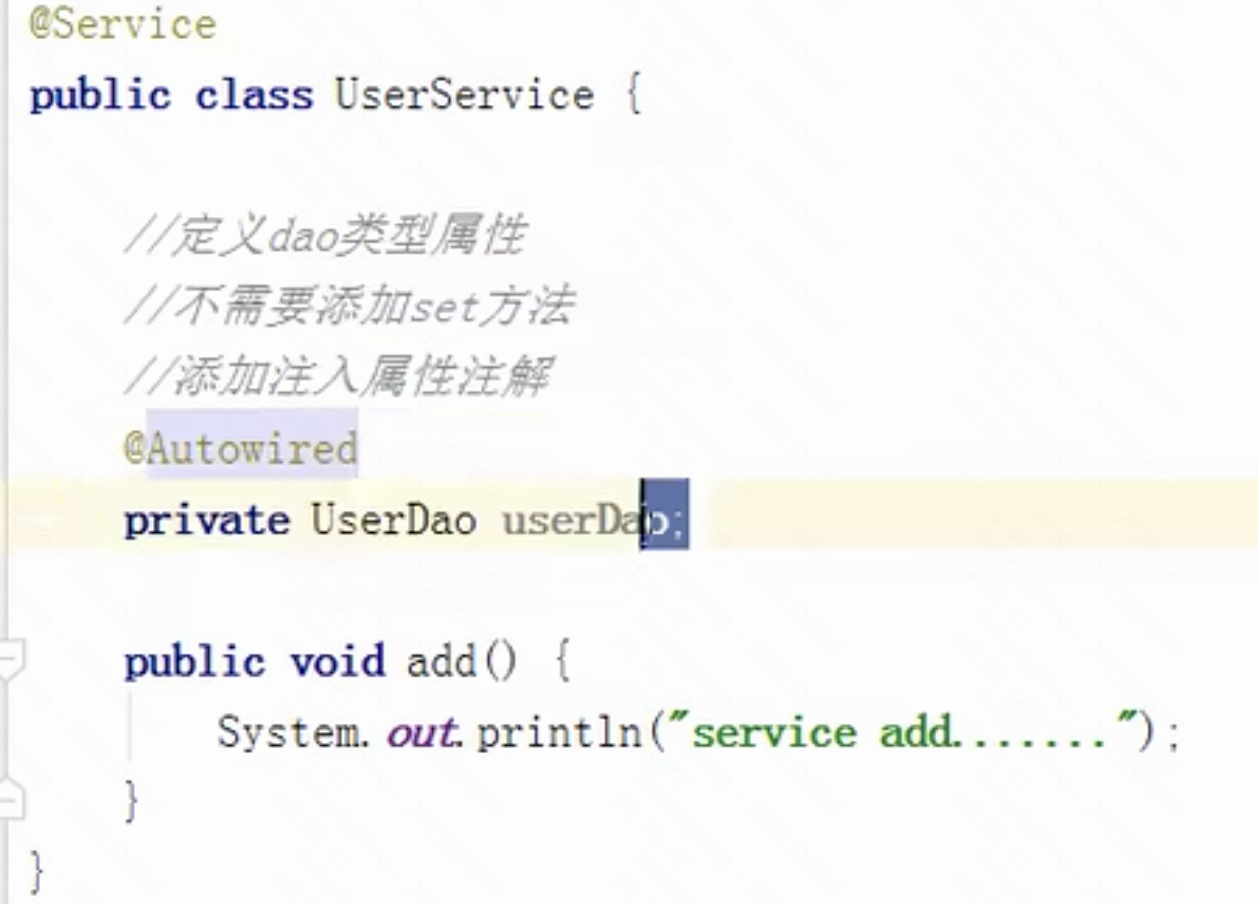 @Service
public class UserService {
//定义dao类型属性
//不需要添加set方法
//添加注入属性注解
@Autowired
private UserDao userDao;
public void add() {
System.out.println("service add.......");
}
}